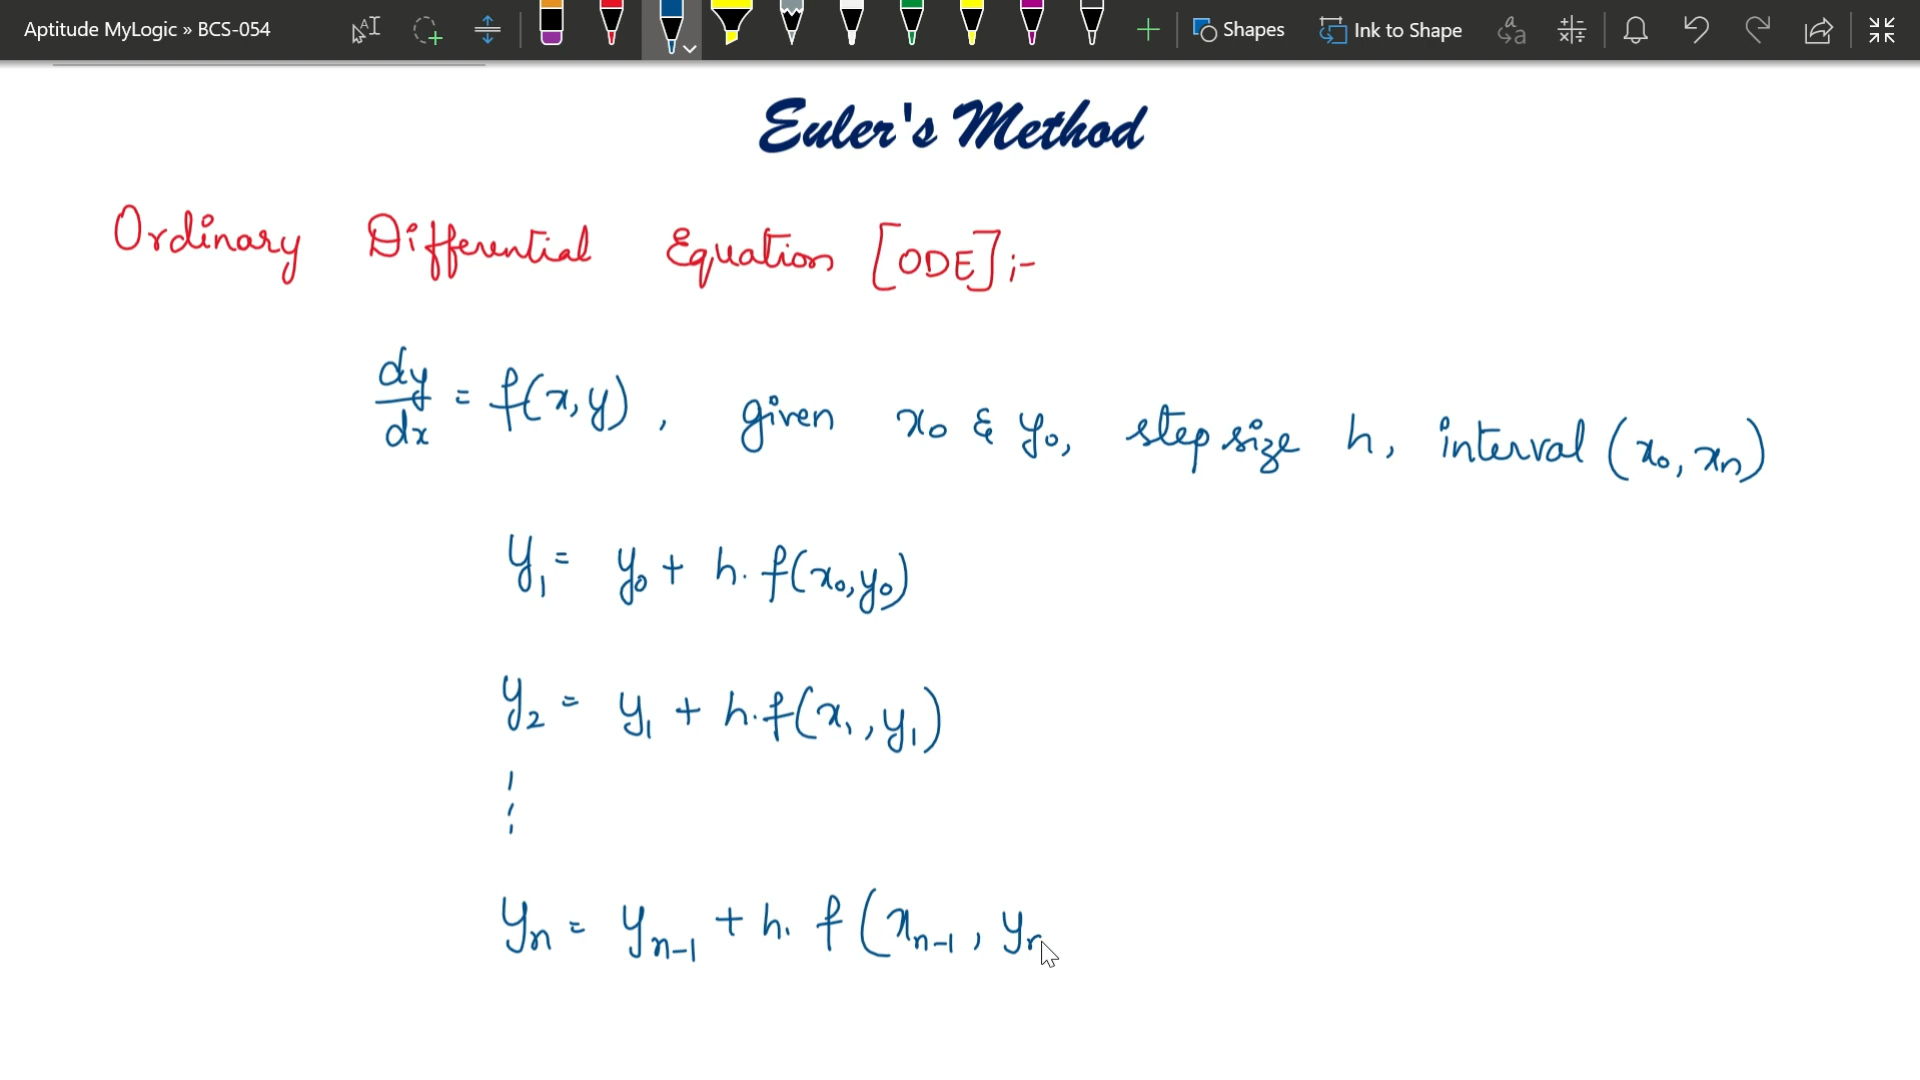 Aptitude MyLogic » BCS-054 Shapes Ink to Shape
Euler's Method
Ordinary Differential Equation [ODE];-
dy/dx = f(x,y), given x₀ & y₀, step size h, interval (x₀, xₙ)
y₁ = y₀ + h. f(x₀,y₀)
y₂ = y₁ + h.f(x₁,y₁)
⋮
yₙ = yₙ₋₁ + h. f(xₙ₋₁, yₙ